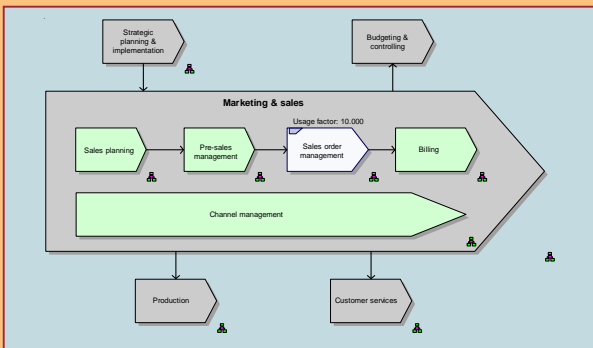 Strategic
planning &
implementation
Budgeting &
controlling
Marketing & sales
Usage factor: 10.000
Sales planning
Pre-sales
management
Sales order
management
Billing
Channel management
Production
Customer services